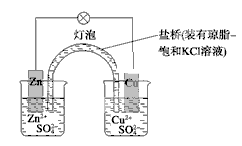 灯泡
盐桥(装有琼脂-
饱和KCl溶液)
Zn
Cu
Zn²⁺
SO₄²⁻
Cu²⁺
SO₄²⁻